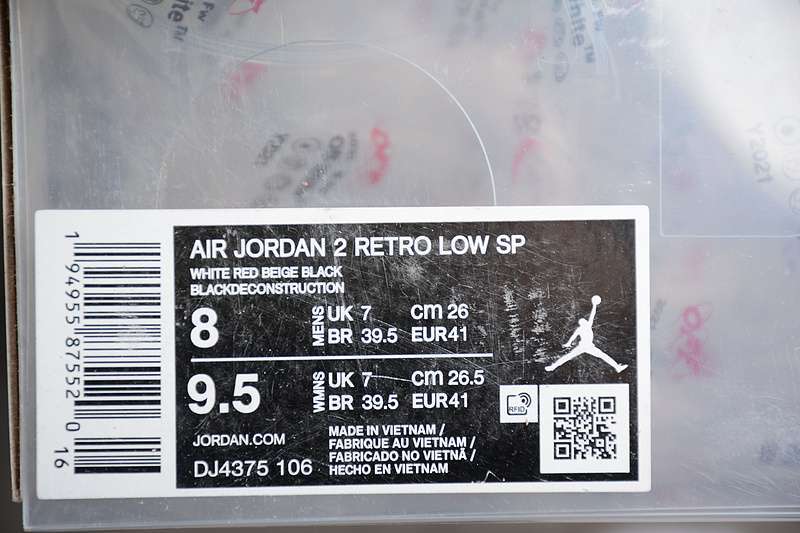 AIR JORDAN 2 RETRO LOW SP
WHITE RED BEIGE BLACK
BLACKDECONSTRUCTION
8
MENS
UK 7 cm 26
BR 39.5 EUR41
9.5
WMNS
UK 7 cm 26.5
BR 39.5 EUR41
JORDAN.COM
DJ4375 106
MADE IN VIETNAM /
FABRIQUE AU VIETNAM /
FABRICADO NO VIETNÃ /
HECHO EN VIETNAM
RFID
1 94955 87552 0
16
Y2021